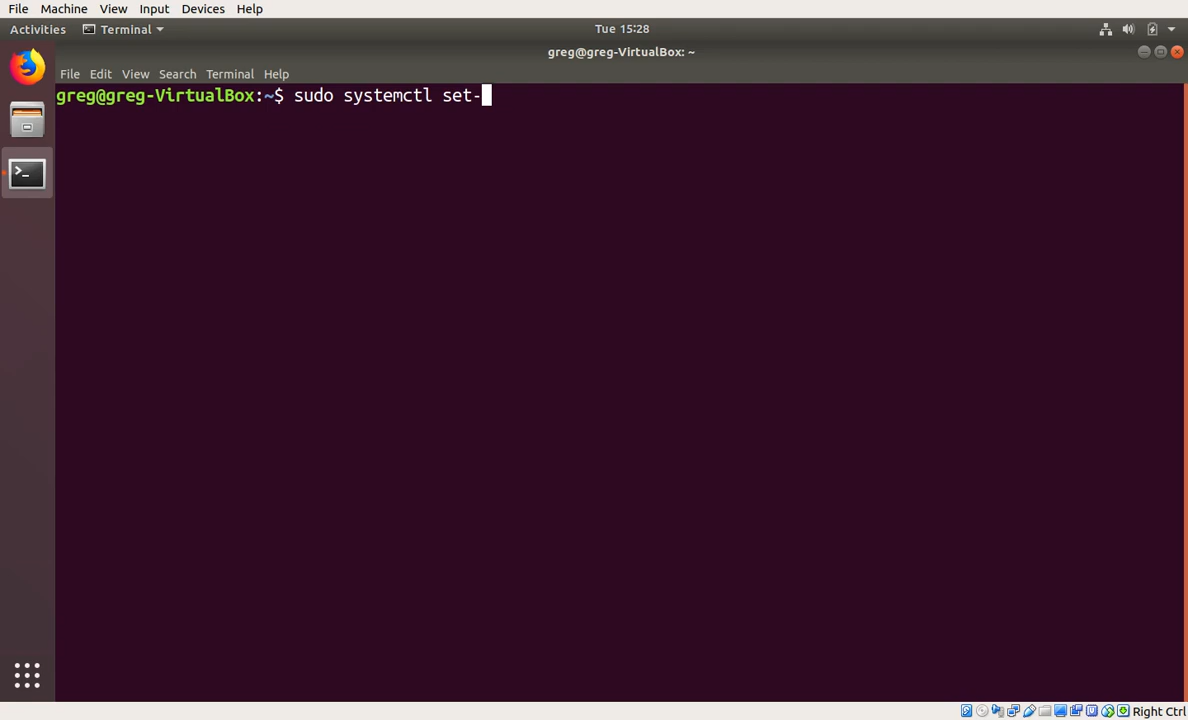 File Machine View Input Devices Help
Activities Terminal Tue 15:28
greg@greg-VirtualBox: ~
File Edit View Search Terminal Help
greg@greg-VirtualBox:~$ sudo systemctl set-
Right Ctrl